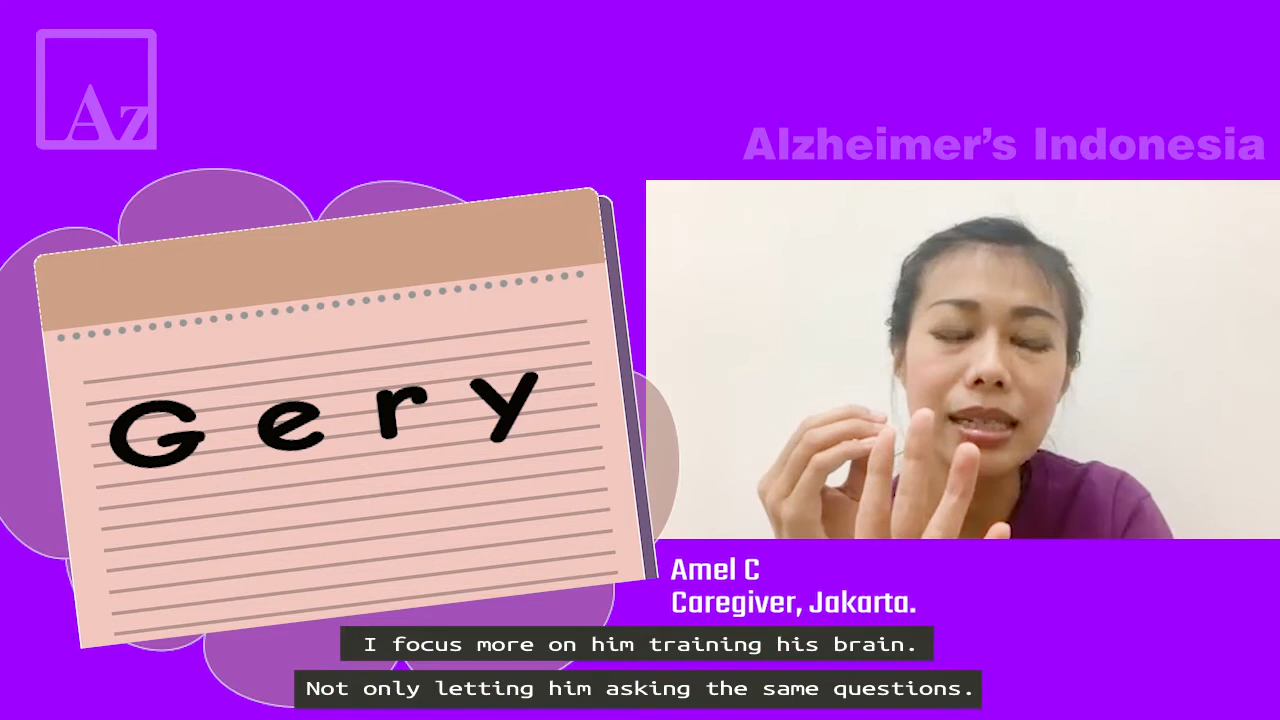 Az
Alzheimer's Indonesia
Gery
Amel C
Caregiver, Jakarta.
I focus more on him training his brain.
Not only letting him asking the same questions.